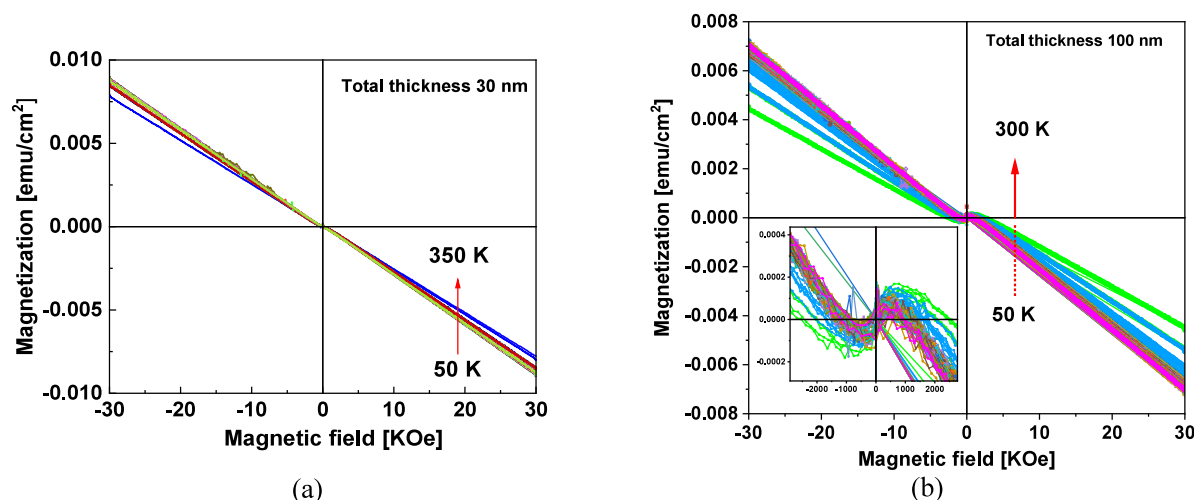 0.010
0.005
0.000
-0.005
-0.010
Magnetization [emu/cm²]
Total thickness 30 nm
350 K
50 K
-30 -20 -10 0 10 20 30
Magnetic field [KOe]
(a)
0.008
0.006
0.004
0.002
0.000
-0.002
-0.004
-0.006
-0.008
Magnetization [emu/cm²]
Total thickness 100 nm
300 K
50 K
0,0004
0,0002
0,0000
-0,0002
-2000 -1000 0 1000 2000
-30 -20 -10 0 10 20 30
Magnetic field [KOe]
(b)